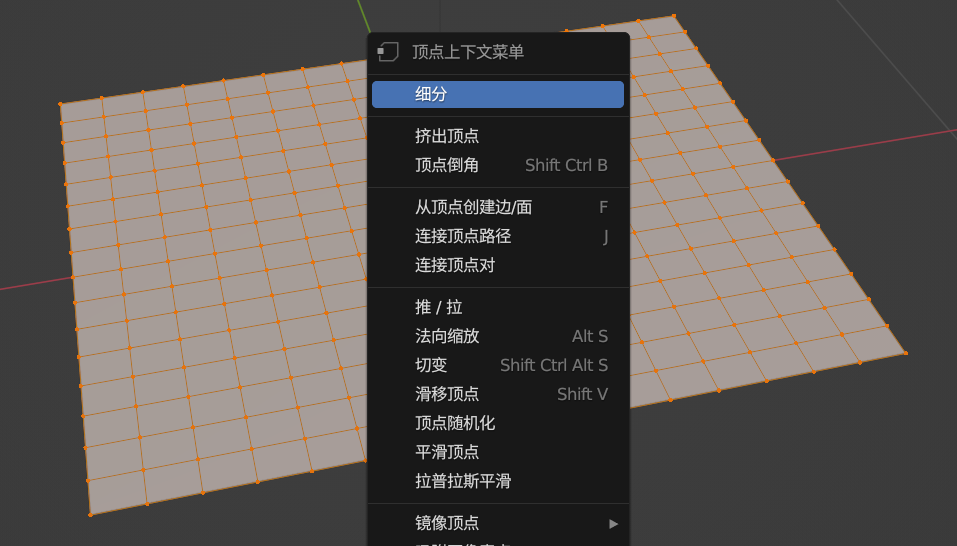 顶点上下文菜单
细分
挤出顶点
顶点倒角 Shift Ctrl B
从顶点创建边/面 F
连接顶点路径 J
连接顶点对
推 / 拉
法向缩放 Alt S
切变 Shift Ctrl Alt S
滑移顶点 Shift V
顶点随机化
平滑顶点
拉普拉斯平滑
镜像顶点